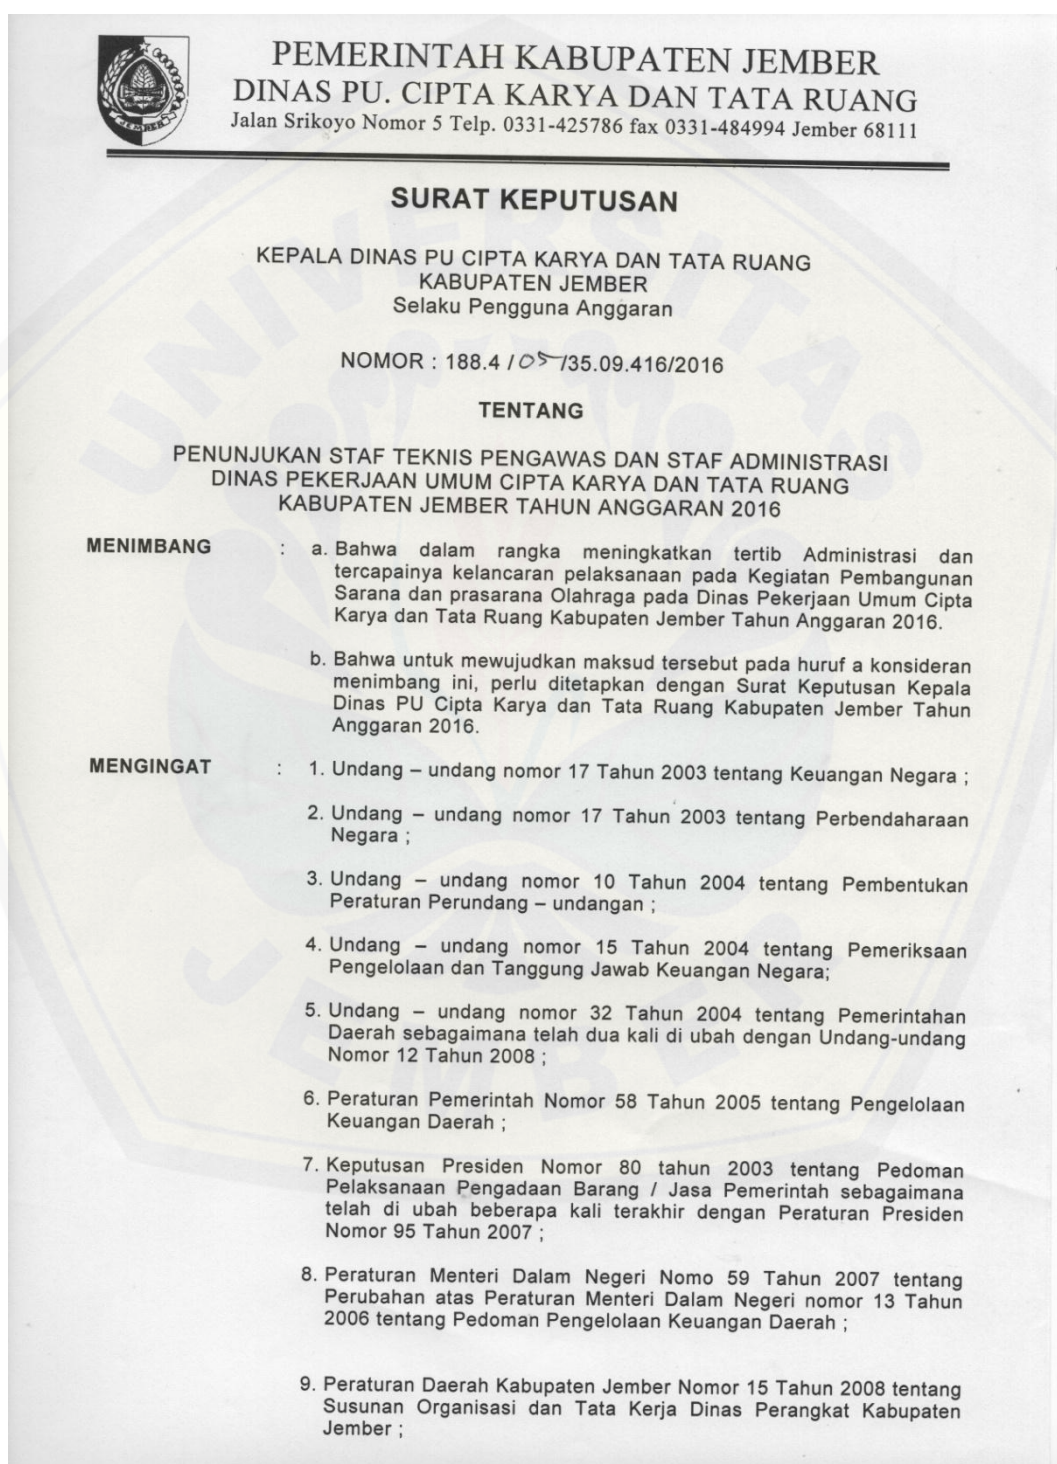 PEMERINTAH KABUPATEN JEMBER
DINAS PU. CIPTA KARYA DAN TATA RUANG
Jalan Srikoyo Nomor 5 Telp. 0331-425786 fax 0331-484994 Jember 68111
JEMBER
SURAT KEPUTUSAN
KEPALA DINAS PU CIPTA KARYA DAN TATA RUANG
KABUPATEN JEMBER
Selaku Pengguna Anggaran
NOMOR : 188.4 / 05 /35.09.416/2016
TENTANG
PENUNJUKAN STAF TEKNIS PENGAWAS DAN STAF ADMINISTRASI
DINAS PEKERJAAN UMUM CIPTA KARYA DAN TATA RUANG
KABUPATEN JEMBER TAHUN ANGGARAN 2016
MENIMBANG : a. Bahwa dalam rangka meningkatkan tertib Administrasi dan
tercapainya kelancaran pelaksanaan pada Kegiatan Pembangunan
Sarana dan prasarana Olahraga pada Dinas Pekerjaan Umum Cipta
Karya dan Tata Ruang Kabupaten Jember Tahun Anggaran 2016.
b. Bahwa untuk mewujudkan maksud tersebut pada huruf a konsideran
menimbang ini, perlu ditetapkan dengan Surat Keputusan Kepala
Dinas PU Cipta Karya dan Tata Ruang Kabupaten Jember Tahun
Anggaran 2016.
MENGINGAT : 1. Undang – undang nomor 17 Tahun 2003 tentang Keuangan Negara ;
2. Undang – undang nomor 17 Tahun 2003 tentang Perbendaharaan
Negara ;
3. Undang – undang nomor 10 Tahun 2004 tentang Pembentukan
Peraturan Perundang – undangan ;
4. Undang – undang nomor 15 Tahun 2004 tentang Pemeriksaan
Pengelolaan dan Tanggung Jawab Keuangan Negara;
5. Undang – undang nomor 32 Tahun 2004 tentang Pemerintahan
Daerah sebagaimana telah dua kali di ubah dengan Undang-undang
Nomor 12 Tahun 2008 ;
6. Peraturan Pemerintah Nomor 58 Tahun 2005 tentang Pengelolaan
Keuangan Daerah ;
7. Keputusan Presiden Nomor 80 tahun 2003 tentang Pedoman
Pelaksanaan Pengadaan Barang / Jasa Pemerintah sebagaimana
telah di ubah beberapa kali terakhir dengan Peraturan Presiden
Nomor 95 Tahun 2007 ;
8. Peraturan Menteri Dalam Negeri Nomo 59 Tahun 2007 tentang
Perubahan atas Peraturan Menteri Dalam Negeri nomor 13 Tahun
2006 tentang Pedoman Pengelolaan Keuangan Daerah ;
9. Peraturan Daerah Kabupaten Jember Nomor 15 Tahun 2008 tentang
Susunan Organisasi dan Tata Kerja Dinas Perangkat Kabupaten
Jember ;
UNIVERSITAS
JEMBER